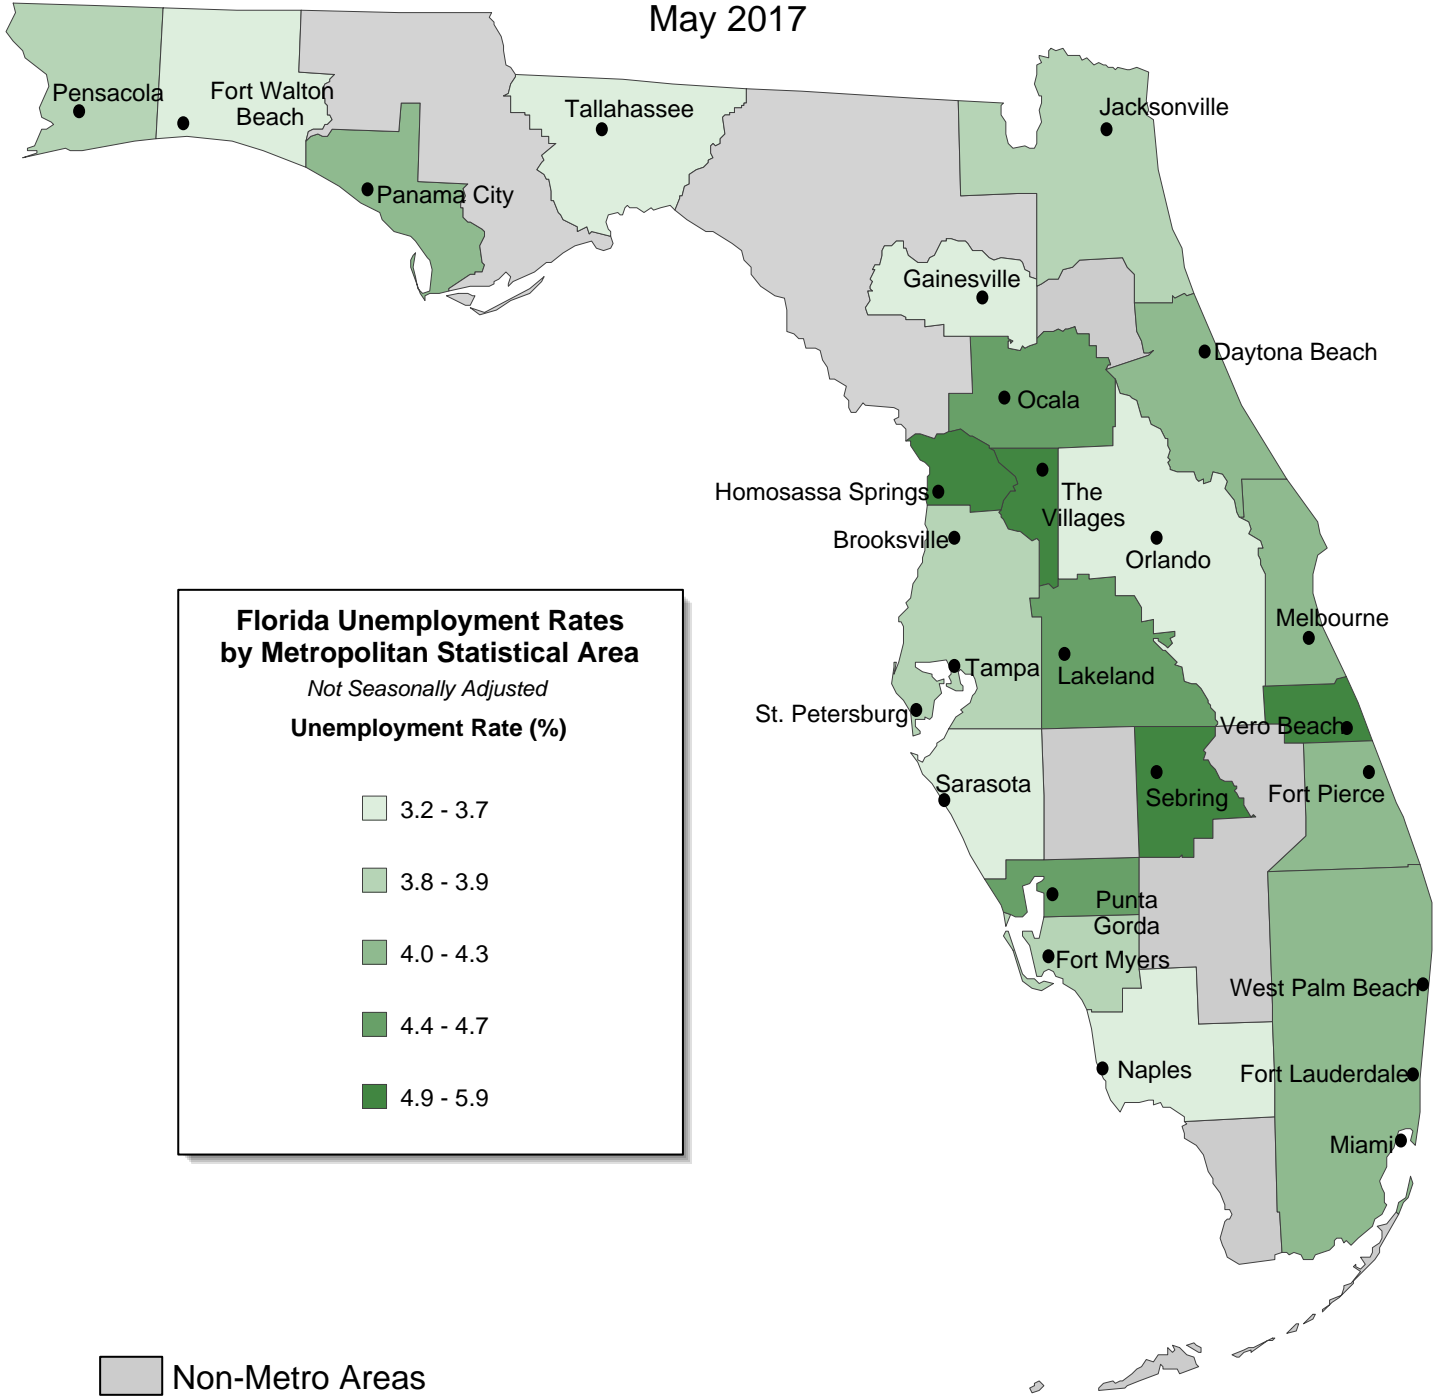 May 2017
Pensacola
Fort Walton
Beach
Tallahassee
Jacksonville
Panama City
Gainesville
Daytona Beach
Ocala
Homosassa Springs
The
Villages
Brooksville
Orlando
Florida Unemployment Rates
by Metropolitan Statistical Area
Not Seasonally Adjusted
Unemployment Rate (%)
3.2 - 3.7
3.8 - 3.9
4.0 - 4.3
4.4 - 4.7
4.9 - 5.9
Melbourne
Tampa
Lakeland
St. Petersburg
Vero Beach
Sarasota
Sebring
Fort Pierce
Punta
Gorda
Fort Myers
West Palm Beach
Naples
Fort Lauderdale
Miami
Non-Metro Areas